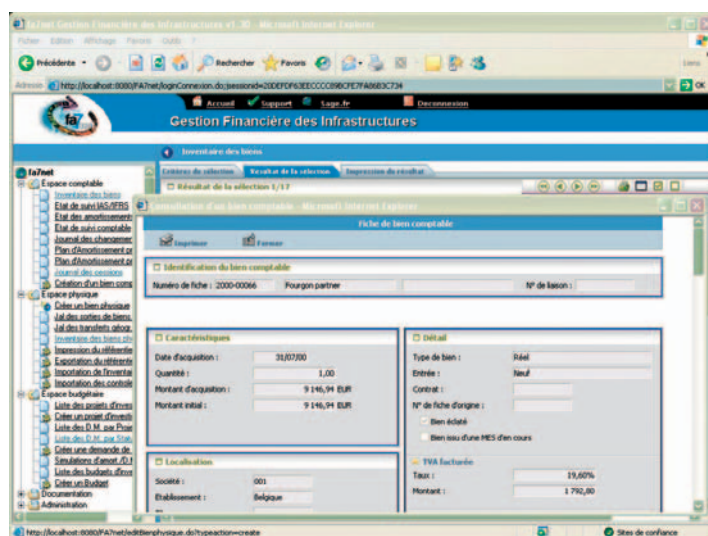 fa7net Gestion Financière des Infrastructures v1.30 - Microsoft Internet Explorer
Fichier Edition Affichage Favoris Outils ?
Précédente Rechercher Favoris
Liens
Adresse http://localhost:8080/FA7net/loginConnexion.do;jsessionid= OK
Accueil Support Sage.fr Deconnexion
fa7
Gestion Financière des Infrastructures
Inventaire des biens
fa7net
Critères de sélection Résultat de la sélection Impression du résultat
Espace comptable
Résultat de la sélection 1/17
Inventaire des biens
Etat de suivi IAS/IFRS
Consultation d'un bien comptable - Microsoft Internet Explorer
Etat des amortissements
Fiche de bien comptable
Etat de suivi comptable
Journal des changemen
Imprimer Fermer
Plan d'Amortissement pr
Plan d'Amortissement pr
Journal des cessions
Identification du bien comptable
Création d'un bien comp
Numéro de fiche : 2000-00066 Fourgon partner N° de liaison :
Espace physique
Créer un bien physique
Jal des sorties de biens
Jal des transferts géog.
Inventaire des biens ph
Caractéristiques Détail
Impression du référentie
Exportation du référenti
Date d'acquisition : 31/07/00 Type de bien : Réel
Importation de l'inventai
Quantité : 1,00 Entrée : Neuf
Importation des contrôle
Espace budgétaire
Montant d'acquisition : 9 146,94 EUR Contrat :
Liste des projets d'inves
Montant initial : 9 146,94 EUR N° de fiche d'origine :
Créer un projet d'investi
Bien éclaté
Liste des D.M. par Proje
Liste des D.M. par Statu
Bien issu d'une MES d'en cours
Créer une demande de
Simulations d'amort./D.I
Localisation TVA facturée
Liste des budgets d'inve
Taux : 19,60%
Créer un Budget
Société : 001
Montant : 1 792,80
Documentation
Etablissement : Belgique
Administration
http://localhost:8080/FA7net/editBienphysique.do?typeaction=create Sites de confiance